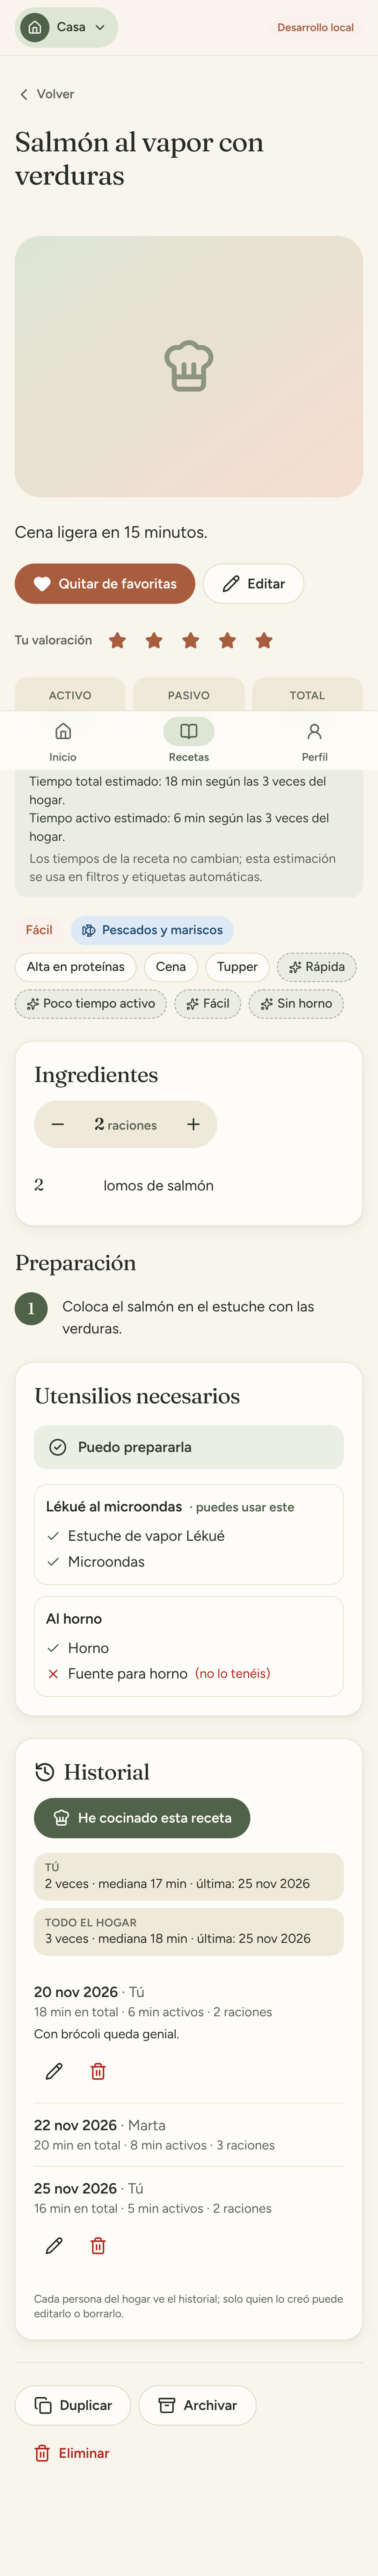 Casa
Desarrollo local
Volver
Salmón al vapor con
verduras
Cena ligera en 15 minutos.
Quitar de favoritas
Editar
Tu valoración
ACTIVO
PASIVO
TOTAL
Inicio
Recetas
Perfil
Tiempo total estimado: 18 min según las 3 veces del
hogar.
Tiempo activo estimado: 6 min según las 3 veces del
hogar.
Los tiempos de la receta no cambian; esta estimación
se usa en filtros y etiquetas automáticas.
Fácil
Pescados y mariscos
Alta en proteínas
Cena
Tupper
Rápida
Poco tiempo activo
Fácil
Sin horno
Ingredientes
2 raciones
2 lomos de salmón
Preparación
1
Coloca el salmón en el estuche con las
verduras.
Utensilios necesarios
Puedo prepararla
Lékué al microondas · puedes usar este
Estuche de vapor Lékué
Microondas
Al horno
Horno
Fuente para horno (no lo tenéis)
Historial
He cocinado esta receta
TÚ
2 veces · mediana 17 min · última: 25 nov 2026
TODO EL HOGAR
3 veces · mediana 18 min · última: 25 nov 2026
20 nov 2026 · Tú
18 min en total · 6 min activos · 2 raciones
Con brócoli queda genial.
22 nov 2026 · Marta
20 min en total · 8 min activos · 3 raciones
25 nov 2026 · Tú
16 min en total · 5 min activos · 2 raciones
Cada persona del hogar ve el historial; solo quien lo creó puede
editarlo o borrarlo.
Duplicar
Archivar
Eliminar